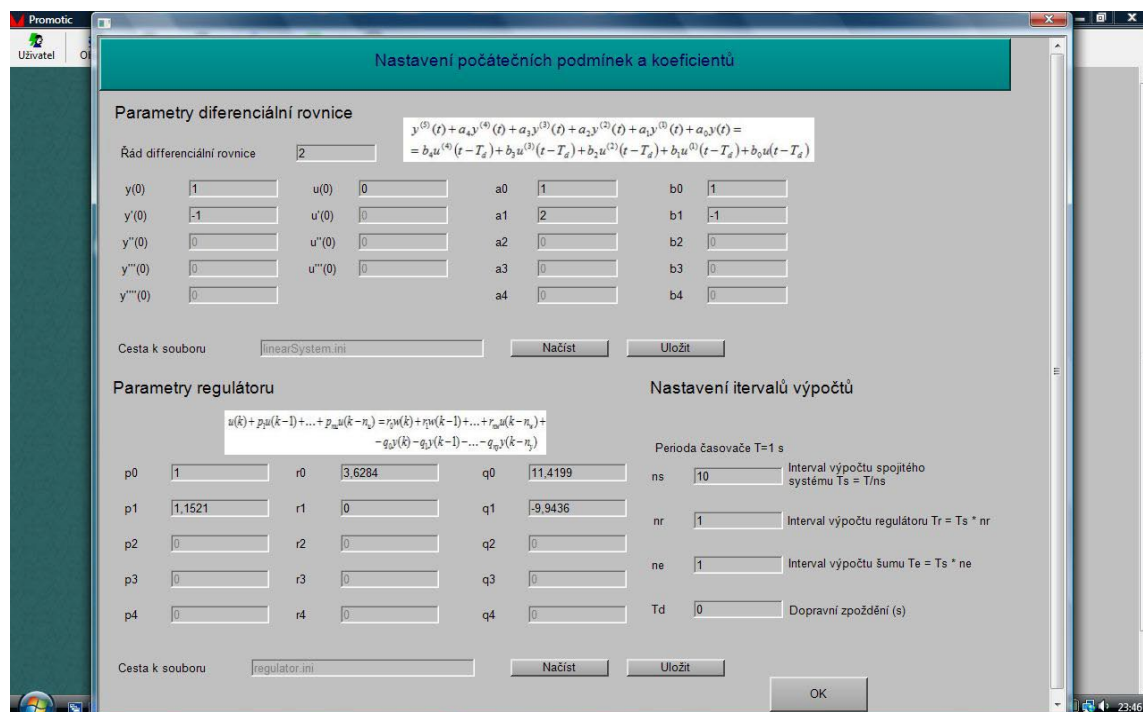 Promotic
Uživatel
Nastavení počátečních podmínek a koeficientů
Parametry diferenciální rovnice
y⁽⁵⁾(t) + a₄y⁽⁴⁾(t) + a₃y⁽³⁾(t) + a₂y⁽²⁾(t) + a₁y⁽¹⁾(t) + a₀y(t) =
= b₄u⁽⁴⁾(t − T_d) + b₃u⁽³⁾(t − T_d) + b₂u⁽²⁾(t − T_d) + b₁u⁽¹⁾(t − T_d) + b₀u(t − T_d)
Řád differenciální rovnice 2
y(0) 1 u(0) 0 a0 1 b0 1
y'(0) -1 u'(0) 0 a1 2 b1 -1
y''(0) 0 u''(0) 0 a2 0 b2 0
y'''(0) 0 u'''(0) 0 a3 0 b3 0
y''''(0) 0 a4 0 b4 0
Cesta k souboru linearSystem.ini Načíst Uložit
Parametry regulátoru
u(k) + p₁u(k−1) + ... + pₙᵤu(k−nᵤ) = r₀w(k) + r₁w(k−1) + ... + rₙᵤu(k−nᵤ) +
− q₀y(k) − q₁y(k−1) − ... − qₙy(k−n_y)
p0 1 r0 3,6284 q0 11,4199
p1 1,1521 r1 0 q1 -9,9436
p2 0 r2 0 q2 0
p3 0 r3 0 q3 0
p4 0 r4 0 q4 0
Cesta k souboru regulator.ini Načíst Uložit
Nastavení itervalů výpočtů
Perioda časovače T=1 s
ns 10 Interval výpočtu spojitého
systému Ts = T/ns
nr 1 Interval výpočtu regulátoru Tr = Ts * nr
ne 1 Interval výpočtu šumu Te = Ts * ne
Td 0 Dopravní zpoždění (s)
OK
23:46